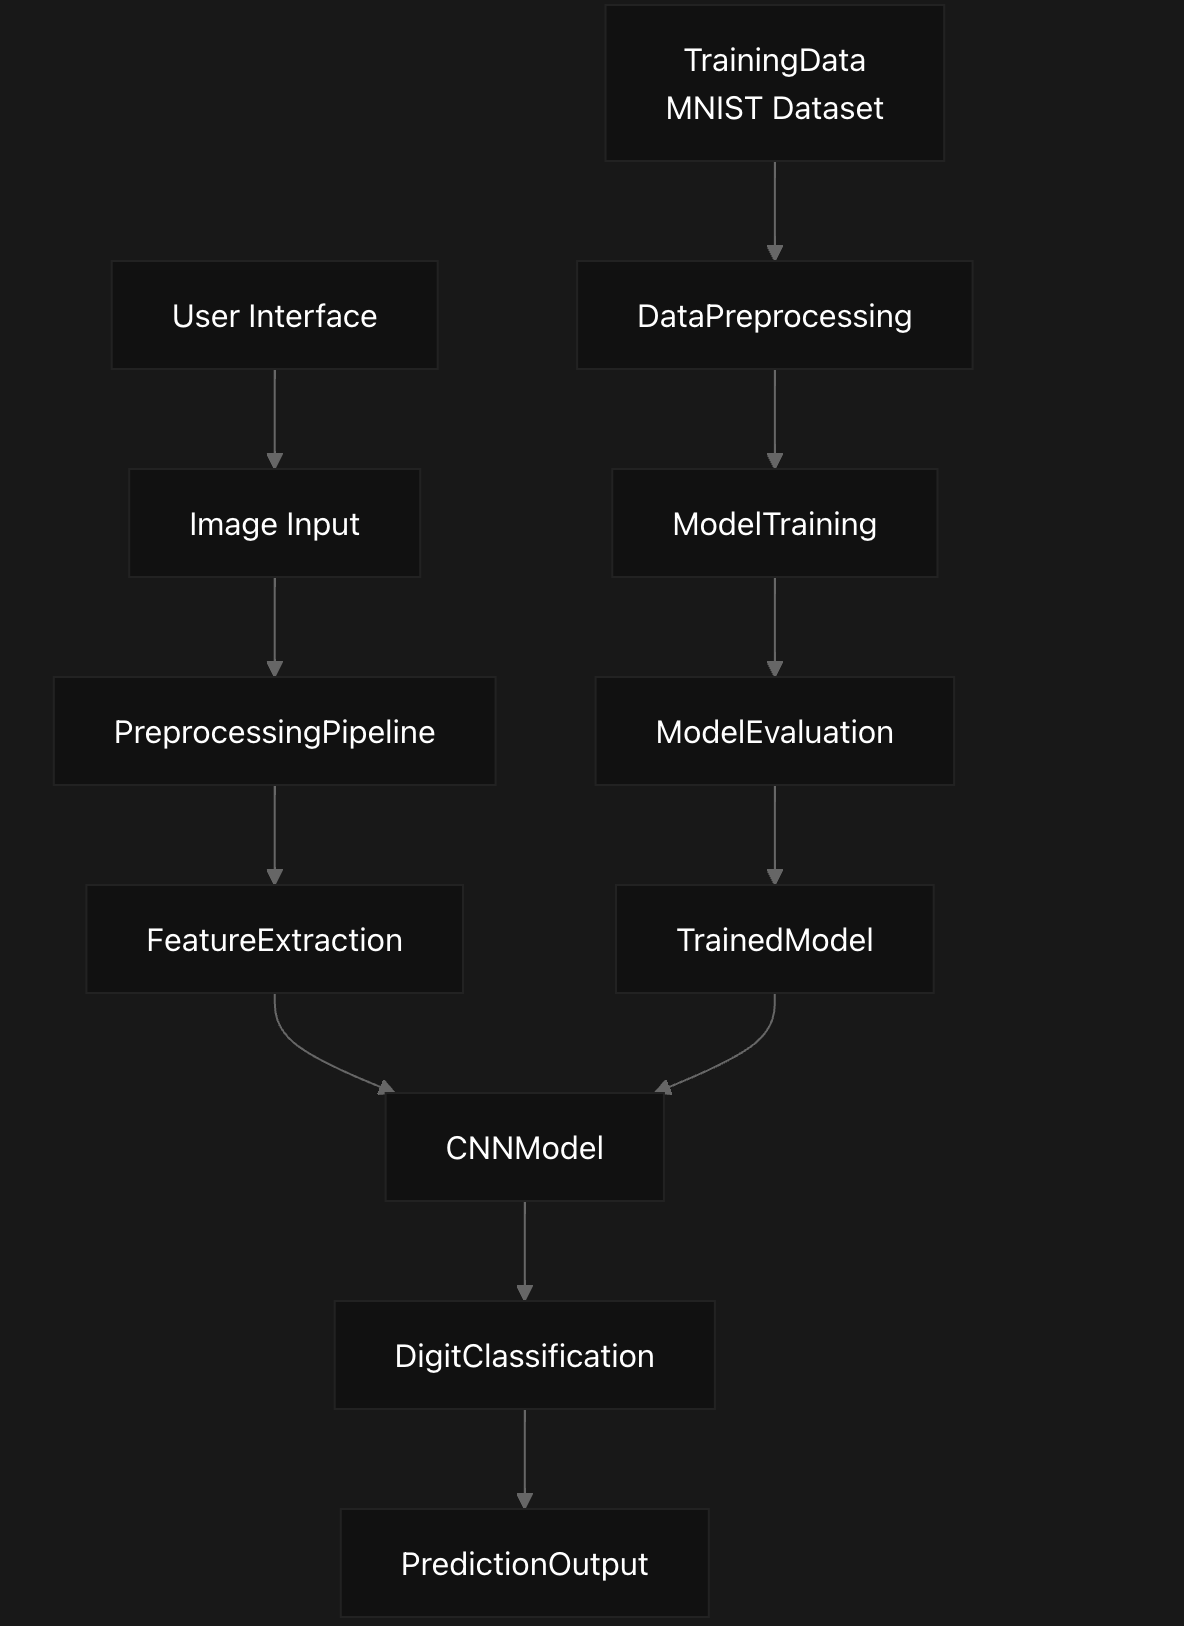 TrainingData
MNIST Dataset
User Interface
DataPreprocessing
Image Input
ModelTraining
PreprocessingPipeline
ModelEvaluation
FeatureExtraction
TrainedModel
CNNModel
DigitClassification
PredictionOutput